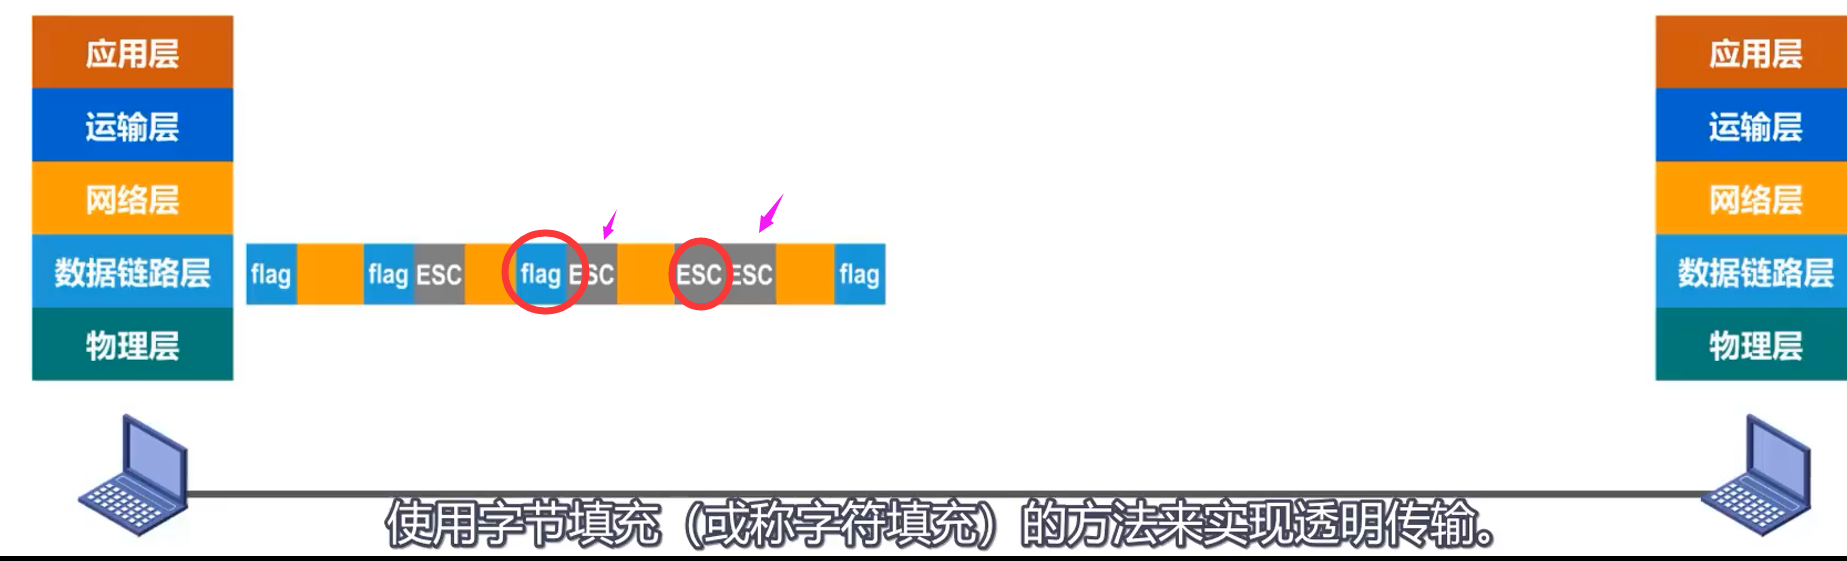 应用层
运输层
网络层
数据链路层
物理层
flag flag ESC flag ESC ESC ESC flag
应用层
运输层
网络层
数据链路层
物理层
使用字节填充（或称字符填充）的方法来实现透明传输。